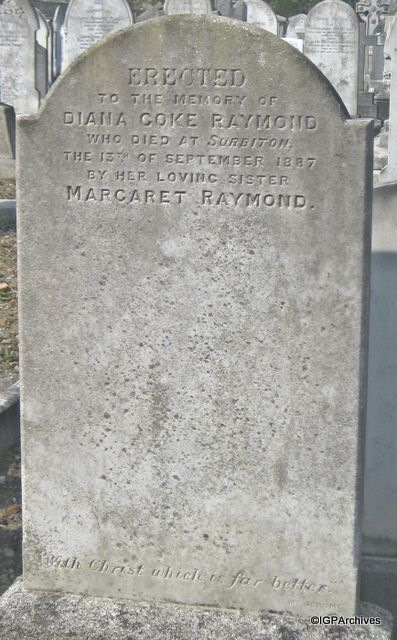 ERECTED
TO THE MEMORY OF
DIANA COKE RAYMOND
WHO DIED AT SURBITON,
THE 13TH OF SEPTEMBER 1887
BY HER LOVING SISTER
MARGARET RAYMOND.
With Christ which is far better
©IGPArchives